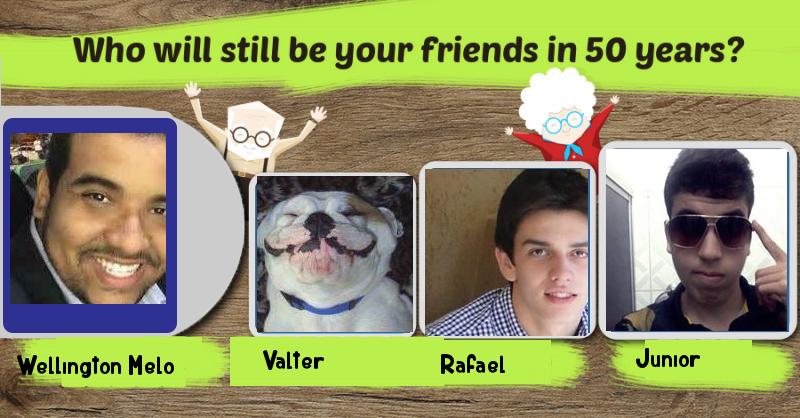 Who will still be your friends in 50 years?
Wellington Melo
Valter
Rafael
Junior